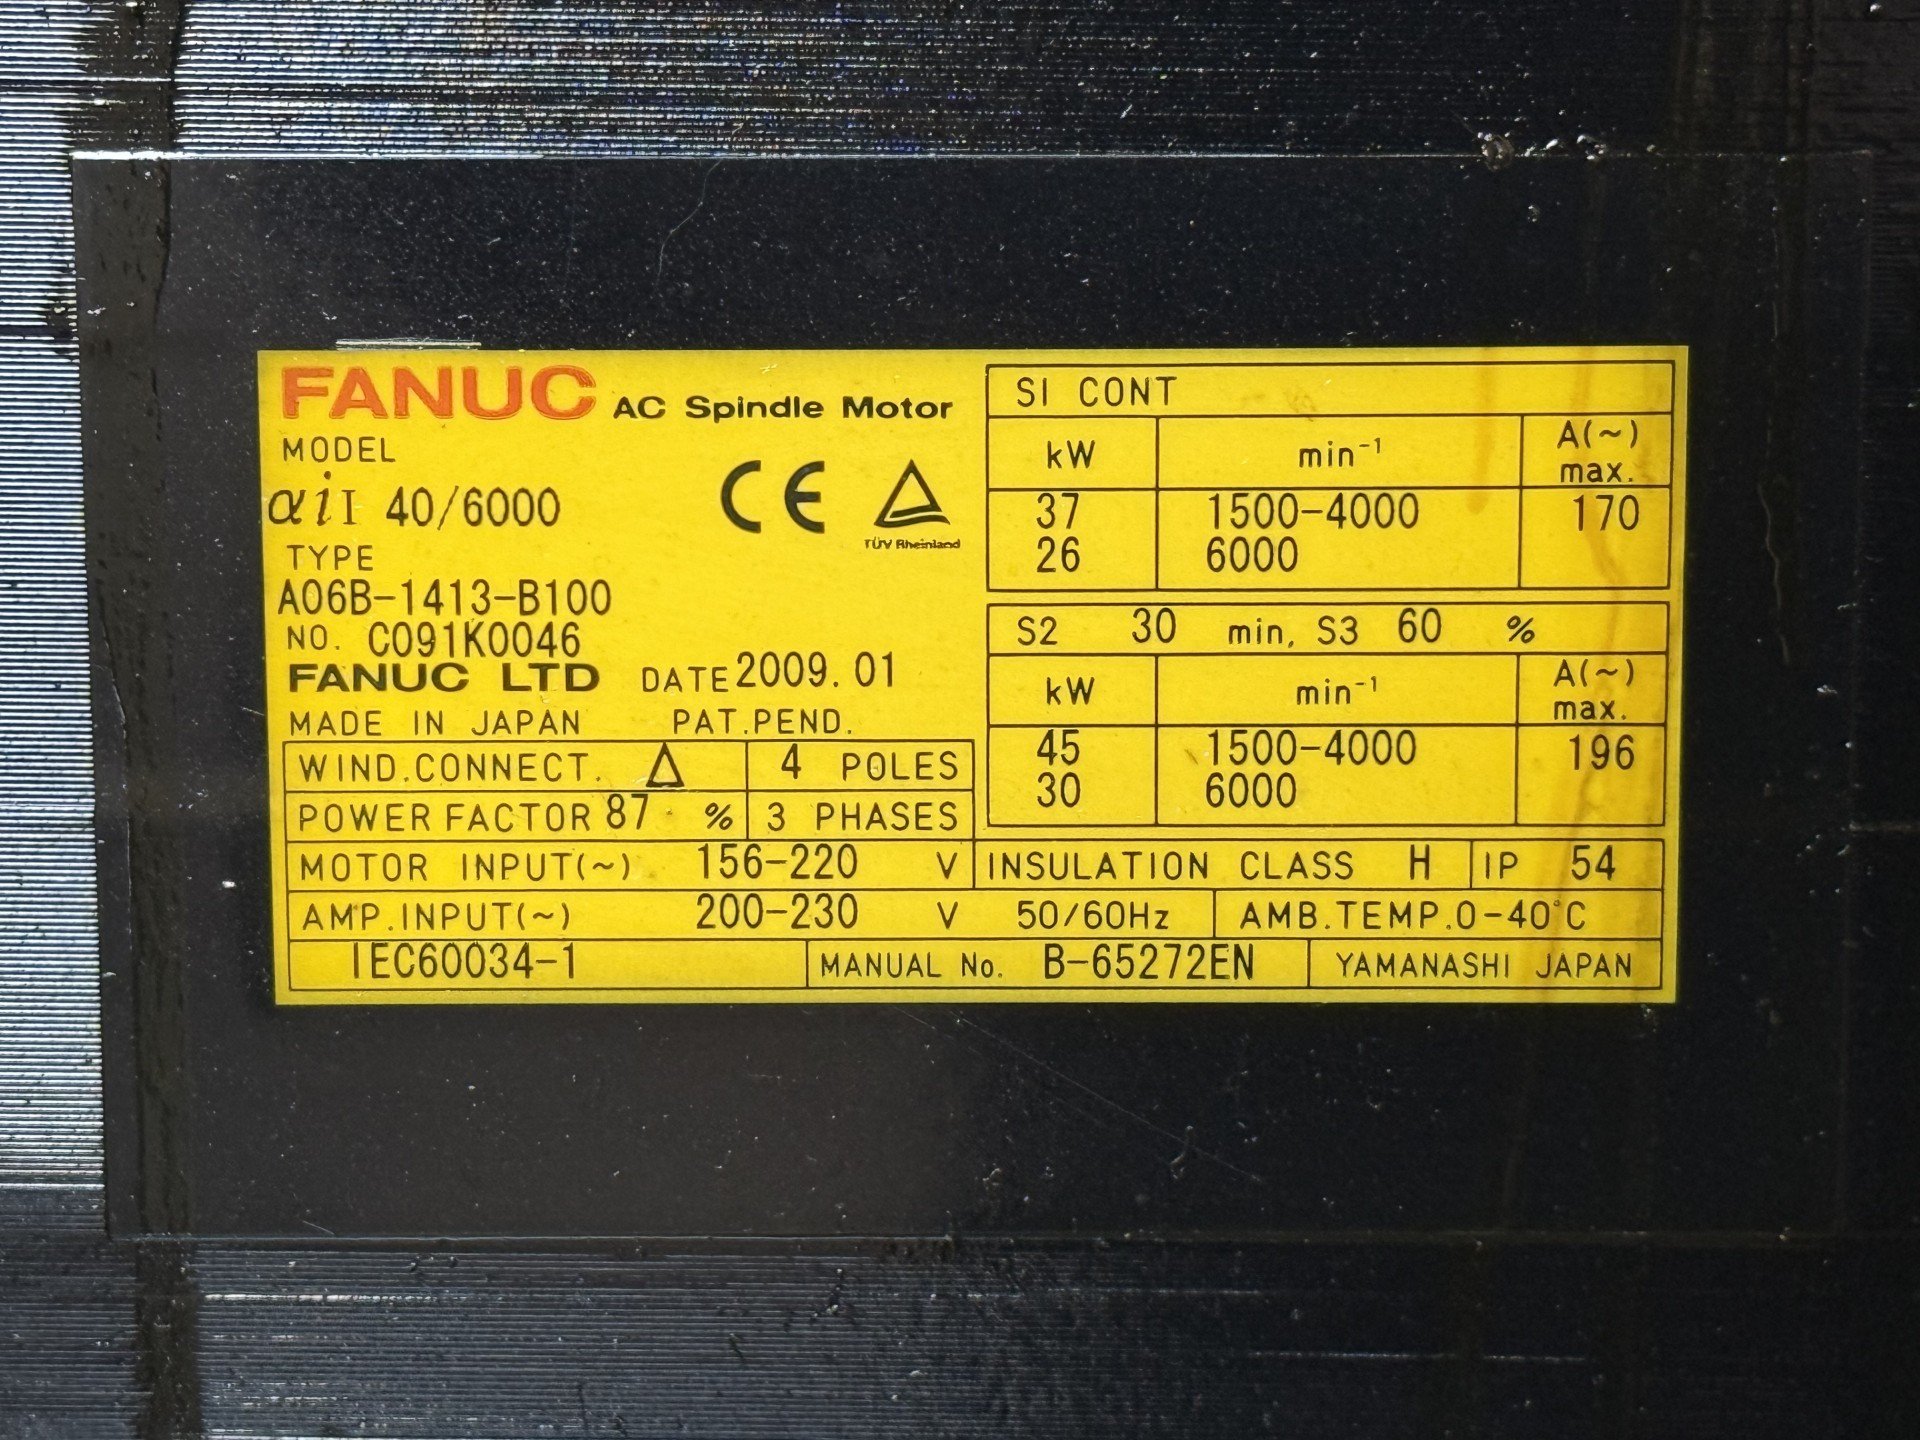 FANUC AC Spindle Motor
MODEL
αiI 40/6000
CE
TÜV Rheinland
TYPE
A06B-1413-B100
NO. C091K0046
FANUC LTD DATE 2009.01
MADE IN JAPAN PAT.PEND.
WIND.CONNECT. Δ 4 POLES
POWER FACTOR 87 % 3 PHASES
SI CONT
kW min⁻¹ A(~) max.
37 1500-4000 170
26 6000
S2 30 min, S3 60 %
kW min⁻¹ A(~) max.
45 1500-4000 196
30 6000
MOTOR INPUT(~) 156-220 V INSULATION CLASS H IP 54
AMP.INPUT(~) 200-230 V 50/60Hz AMB.TEMP.0-40°C
IEC60034-1 MANUAL No. B-65272EN YAMANASHI JAPAN